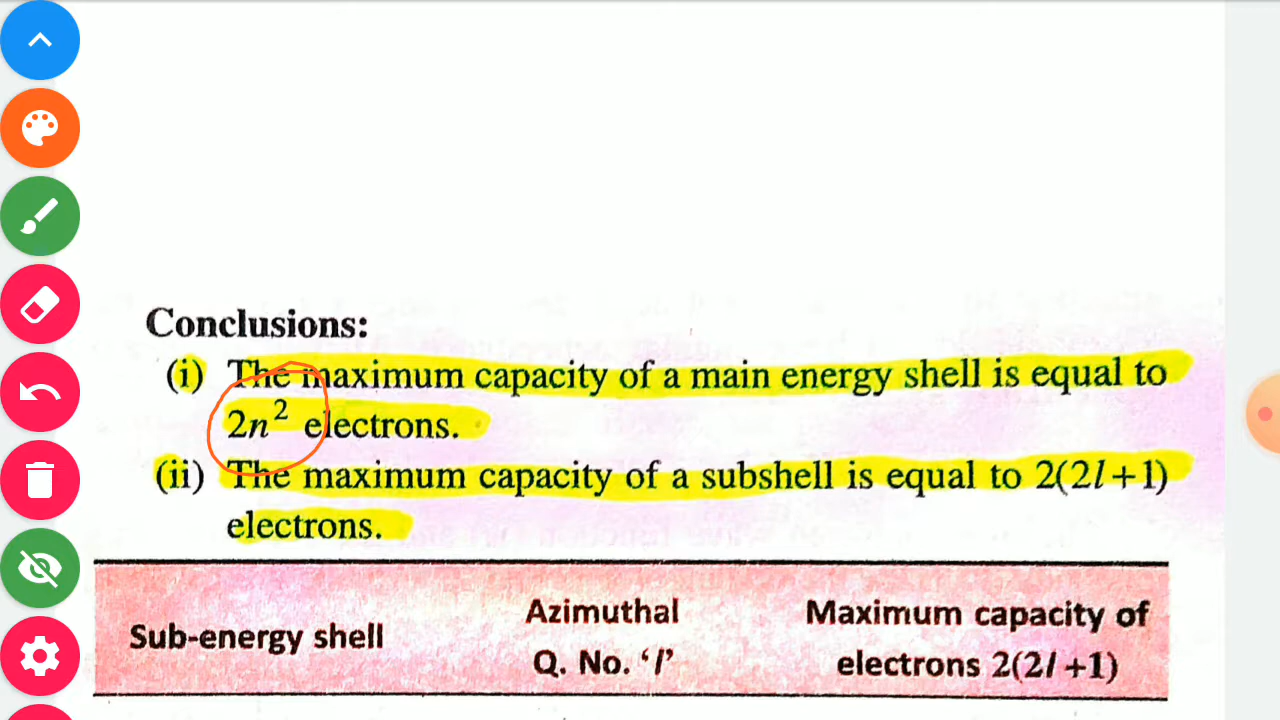 Conclusions:
(i) The maximum capacity of a main energy shell is equal to
2n² electrons.
(ii) The maximum capacity of a subshell is equal to 2(2l+1)
electrons.
Sub-energy shell
Azimuthal
Q. No. ‘l’
Maximum capacity of
electrons 2(2l+1)